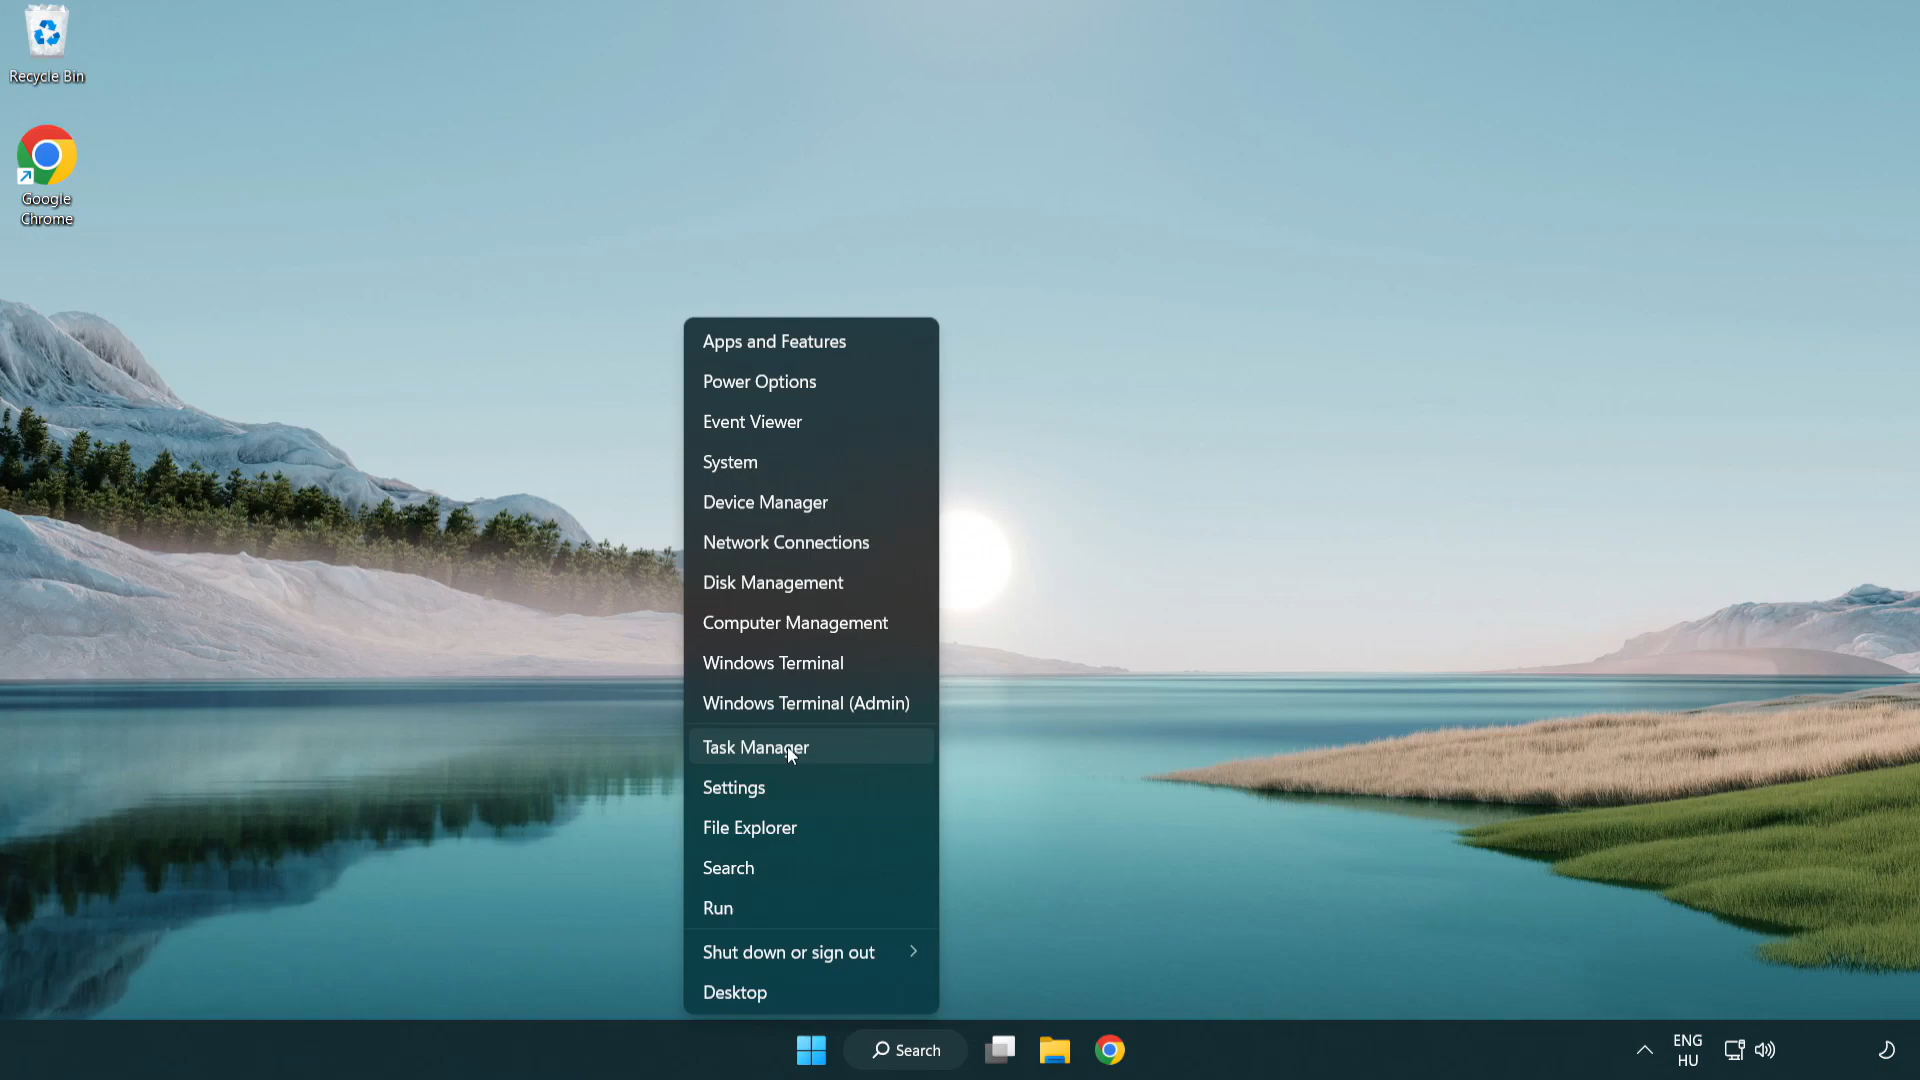 Recycle Bin
Google
Chrome
Apps and Features
Power Options
Event Viewer
System
Device Manager
Network Connections
Disk Management
Computer Management
Windows Terminal
Windows Terminal (Admin)
Task Manager
Settings
File Explorer
Search
Run
Shut down or sign out
Desktop
Search
ENG
HU